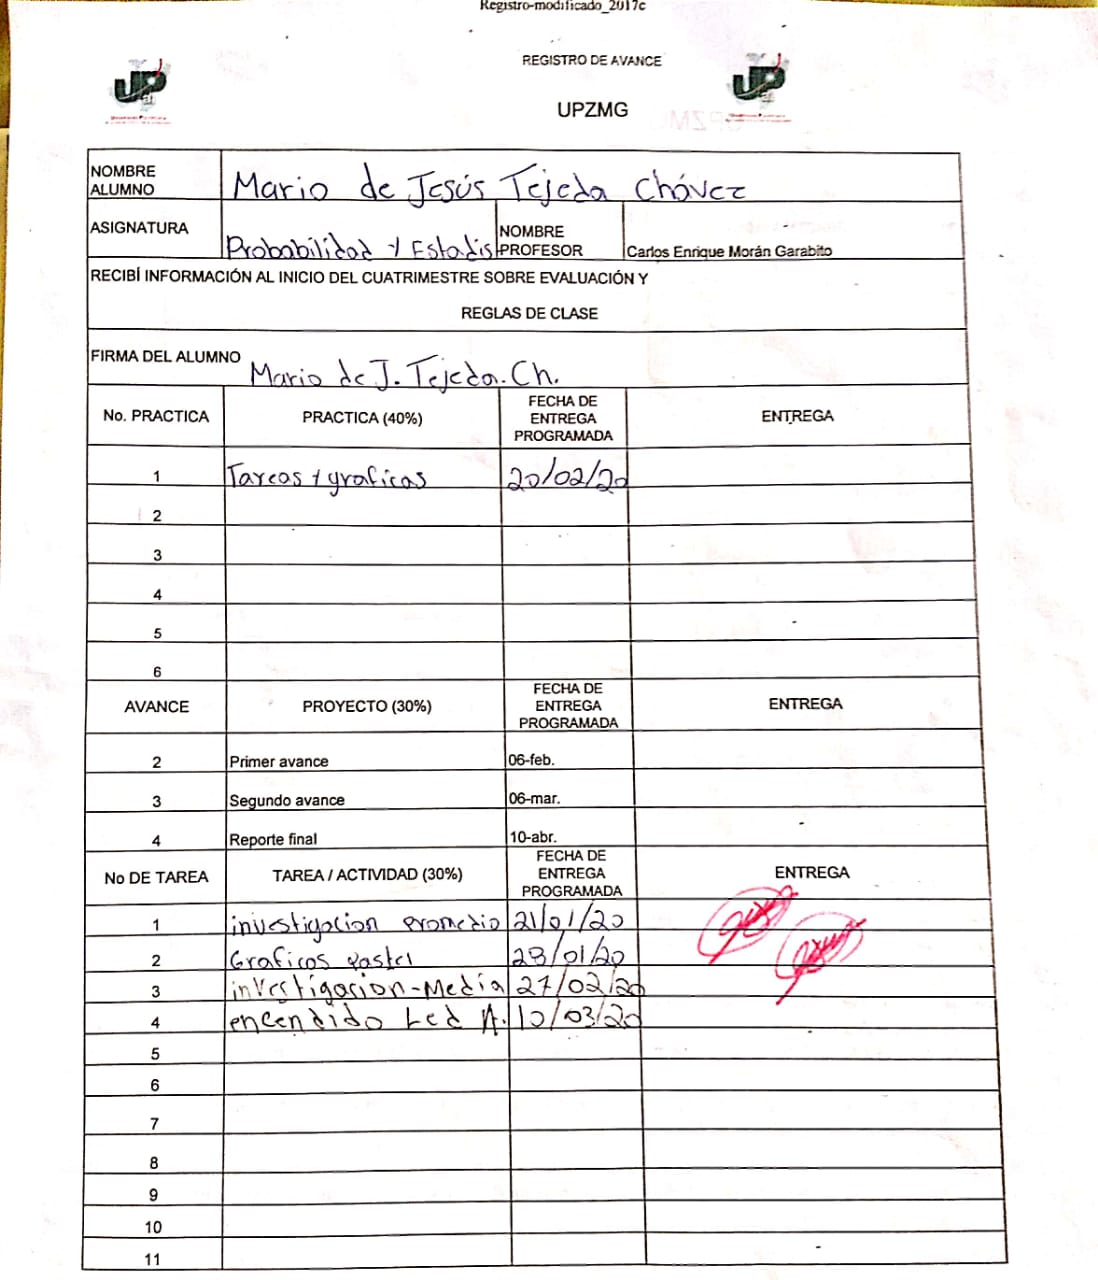 Registro-modificado_2017c
REGISTRO DE AVANCE
UP
UP
UPZMG
NOMBRE ALUMNO
Mario de Jesús Tejeda Chávez
ASIGNATURA
Probabilidad y Estadis
NOMBRE PROFESOR
Carlos Enrique Morán Garabito
RECIBÍ INFORMACIÓN AL INICIO DEL CUATRIMESTRE SOBRE EVALUACIÓN Y
REGLAS DE CLASE
FIRMA DEL ALUMNO Mario de J. Tejeda. Ch.
No. PRACTICA PRACTICA (40%) FECHA DE ENTREGA PROGRAMADA ENTREGA
1 Tareas y graficas 20/02/20
2
3
4
5
6
AVANCE PROYECTO (30%) FECHA DE ENTREGA PROGRAMADA ENTREGA
2 Primer avance 06-feb.
3 Segundo avance 06-mar.
4 Reporte final 10-abr.
No DE TAREA TAREA / ACTIVIDAD (30%) FECHA DE ENTREGA PROGRAMADA ENTREGA
1 investigacion promedio 21/01/20
2 Graficos pastel 28/01/20
3 investigacion-Media 27/02/20
4 encendido Led A. 10/03/20
5
6
7
8
9
10
11